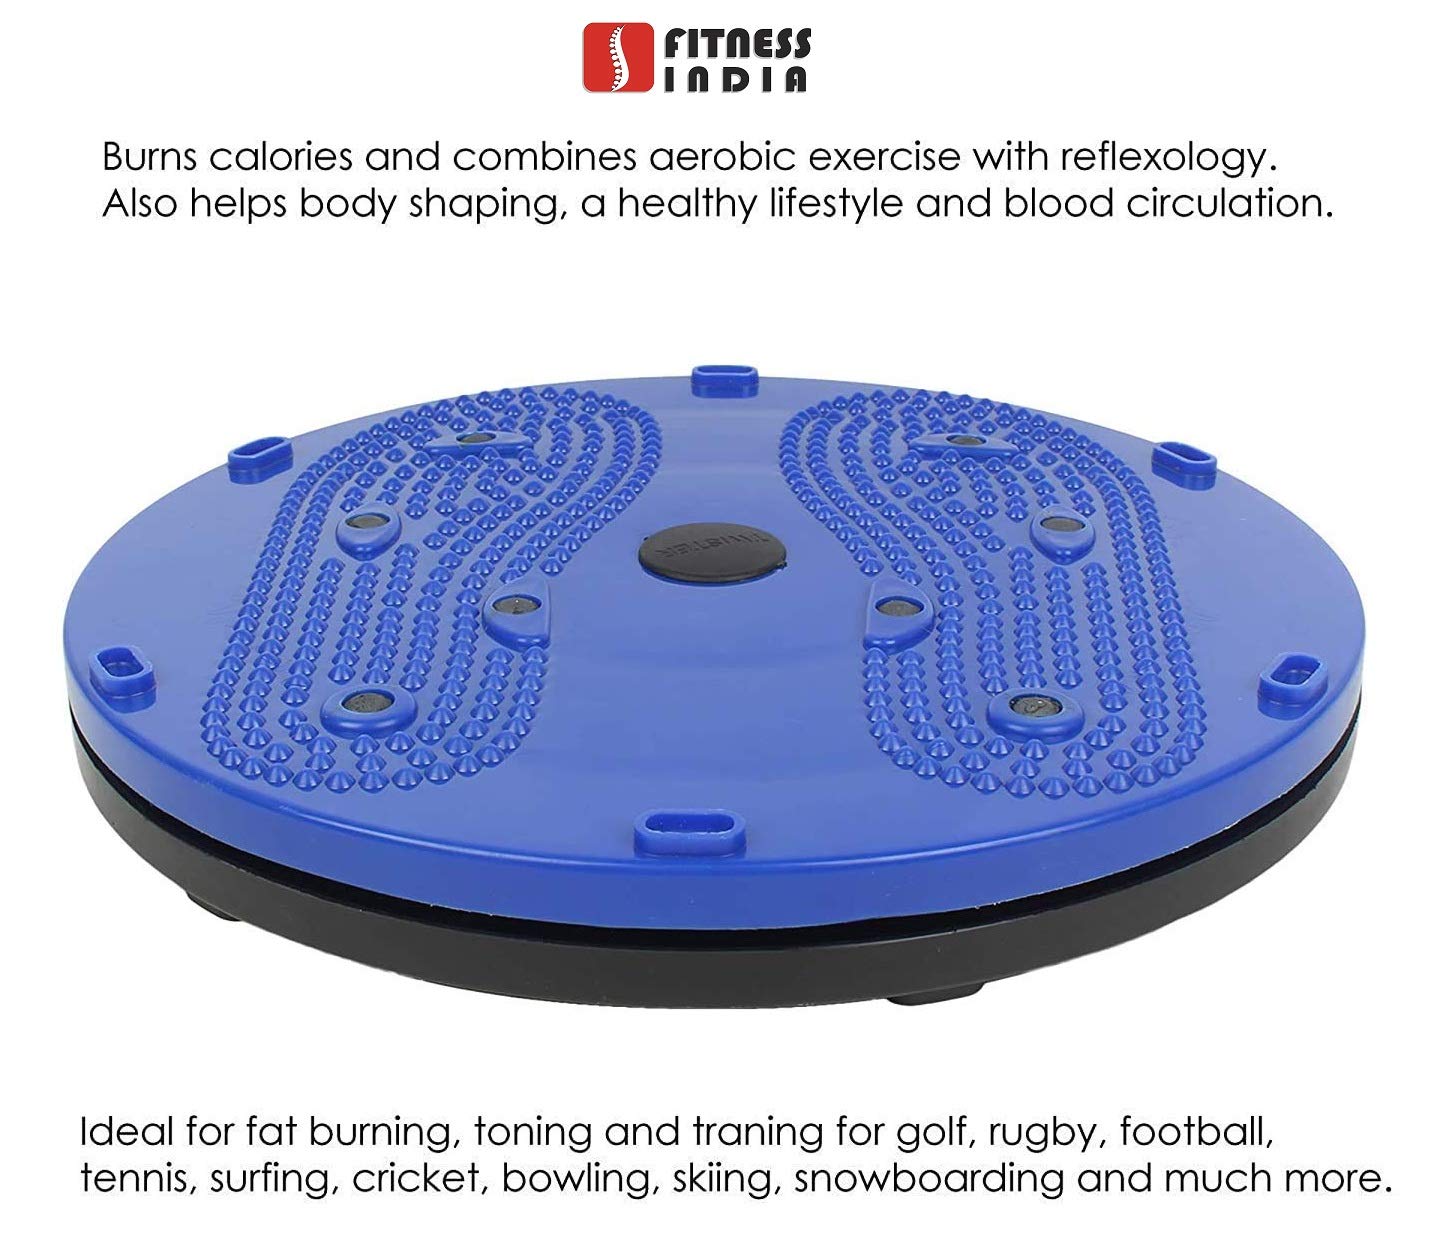 FITNESS
INDIA
Burns calories and combines aerobic exercise with reflexology.
Also helps body shaping, a healthy lifestyle and blood circulation.
TWISTER
Ideal for fat burning, toning and traning for golf, rugby, football,
tennis, surfing, cricket, bowling, skiing, snowboarding and much more.